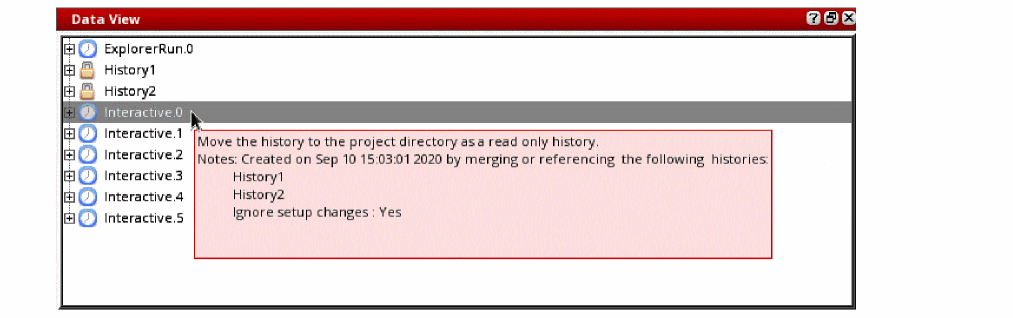 Data View
ExplorerRun.0
History1
History2
Interactive.0
Interactive.1
Interactive.2
Interactive.3
Interactive.4
Interactive.5
Move the history to the project directory as a read only history.
Notes: Created on Sep 10 15:03:01 2020 by merging or referencing the following histories:
History1
History2
Ignore setup changes : Yes